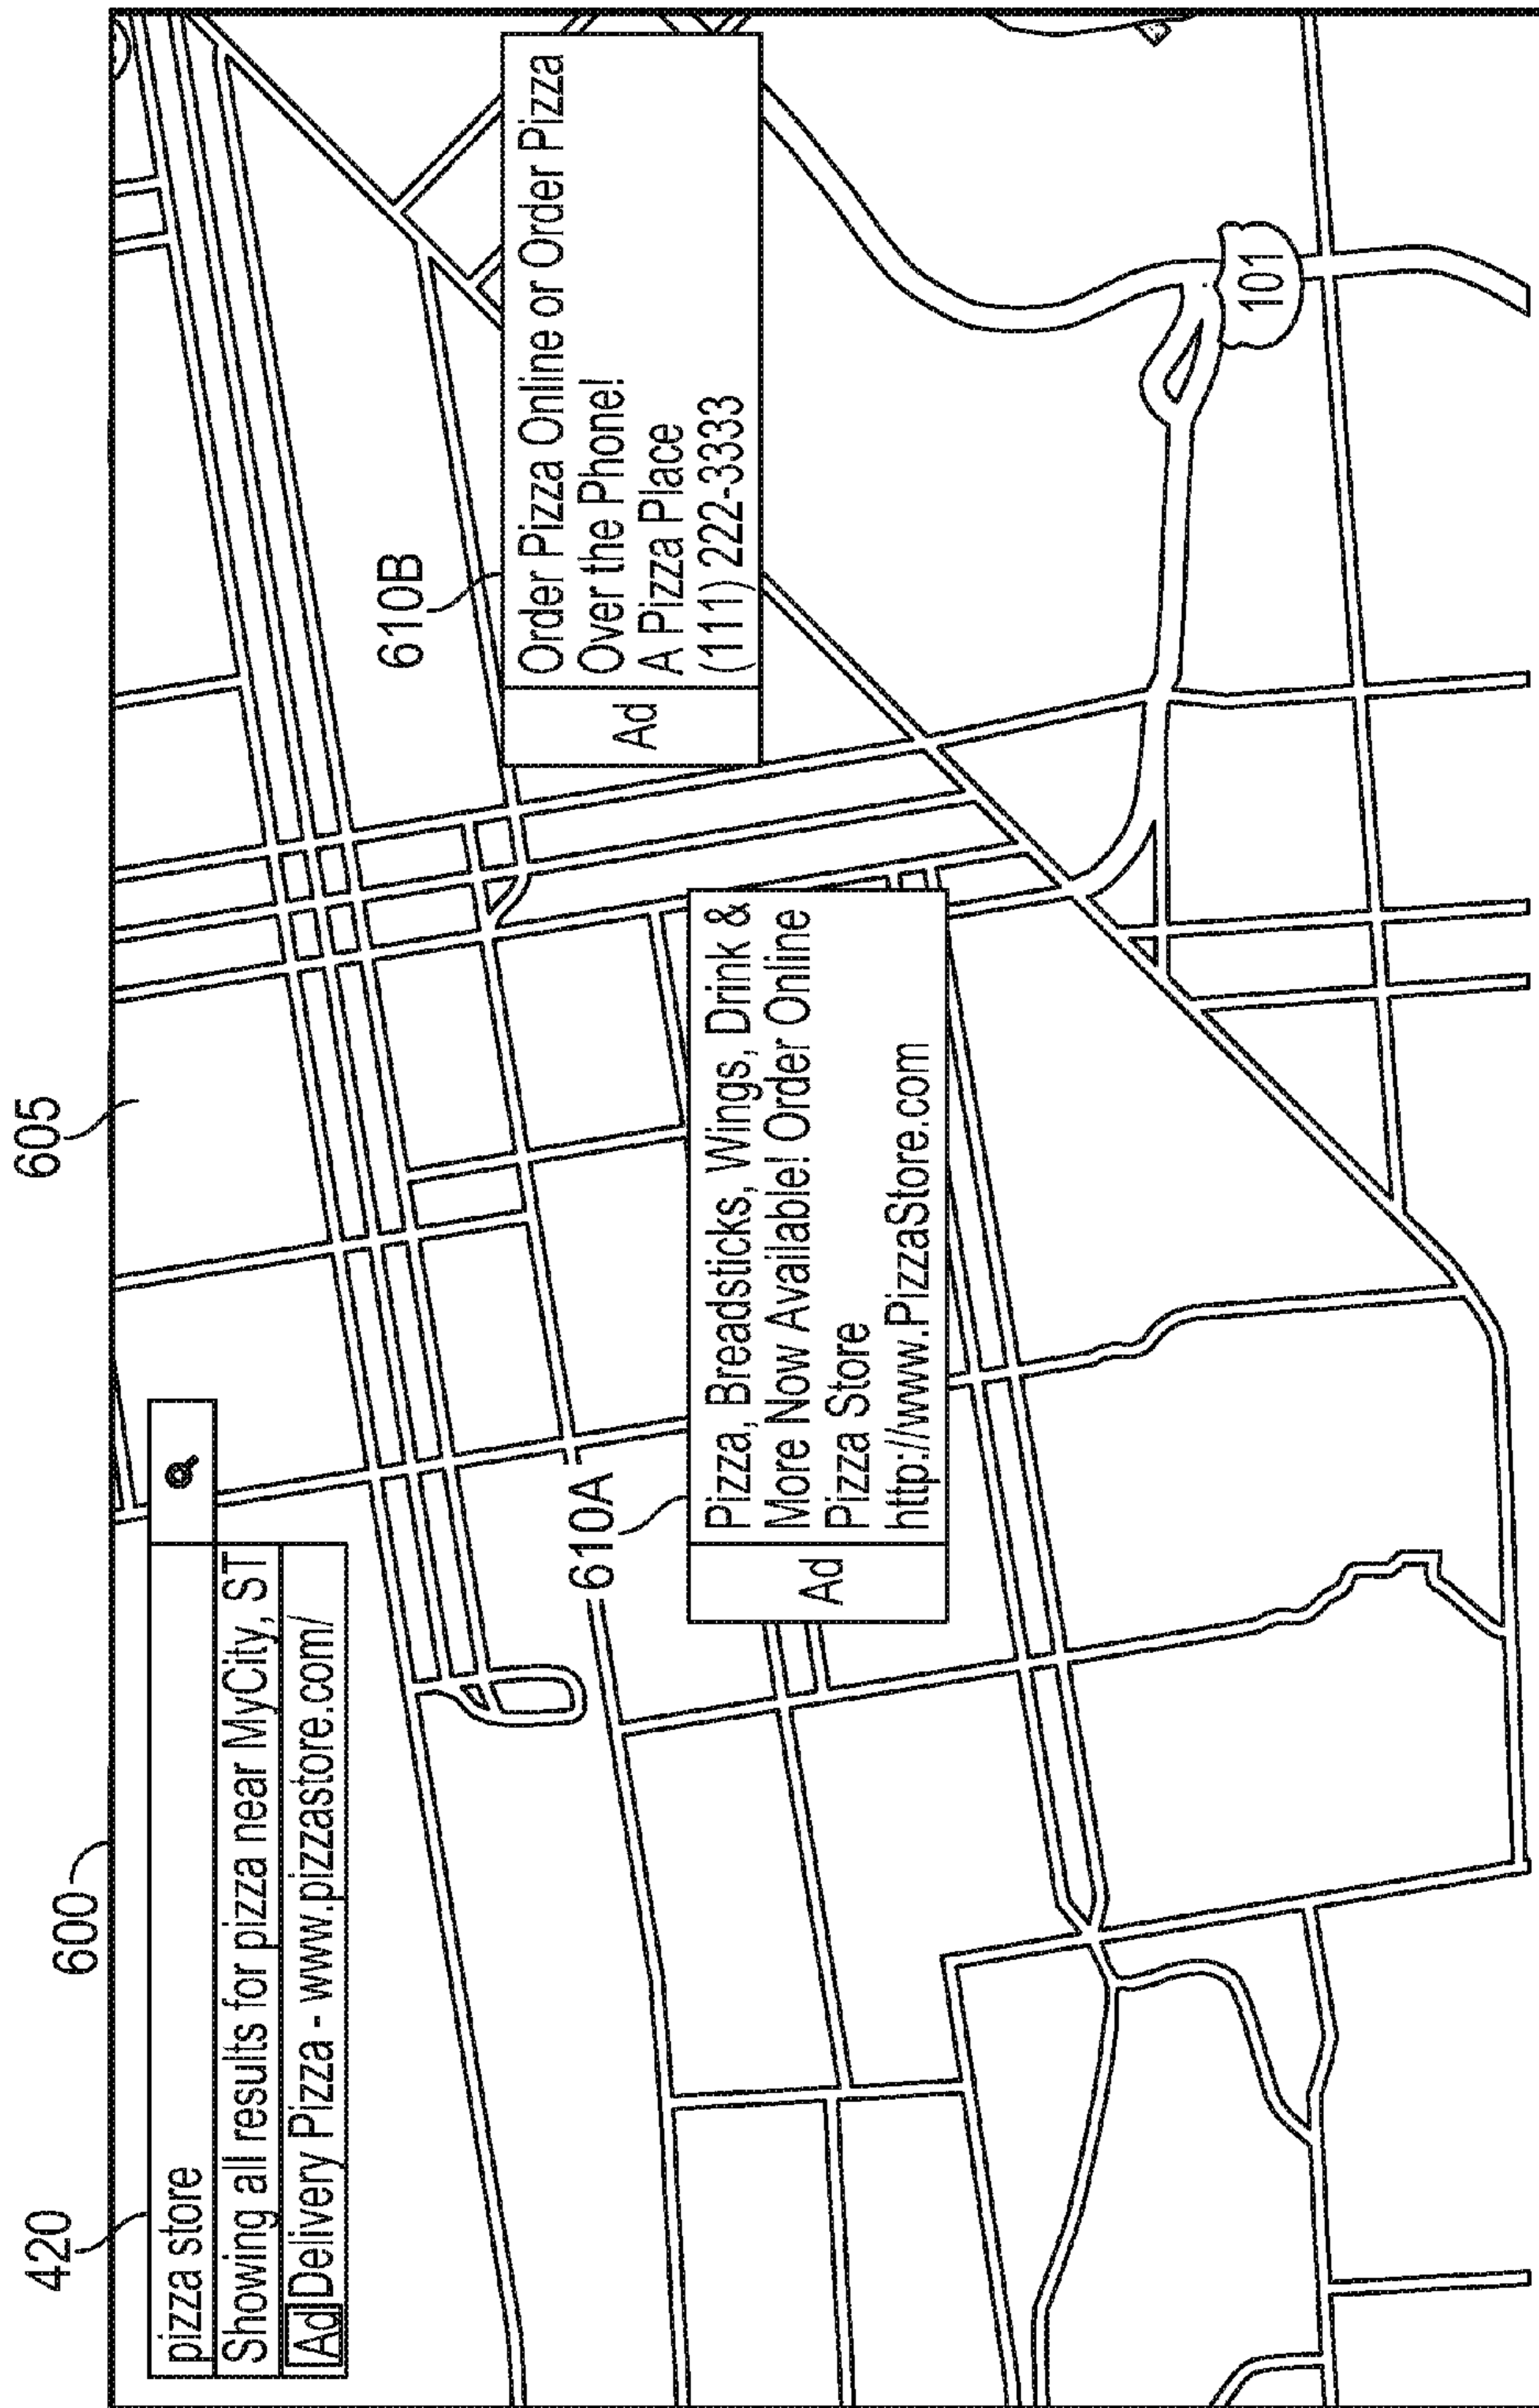 420
600
605
pizza store
Showing all results for pizza near MyCity, ST
Ad Delivery Pizza - www.pizzastore.com/
610B
Ad
Order Pizza Online or Order Pizza
Over the Phone!
A Pizza Place
(111) 222-3333
610A
Ad
Pizza, Breadsticks, Wings, Drink &
More Now Available! Order Online
Pizza Store
http://www.PizzaStore.com
101